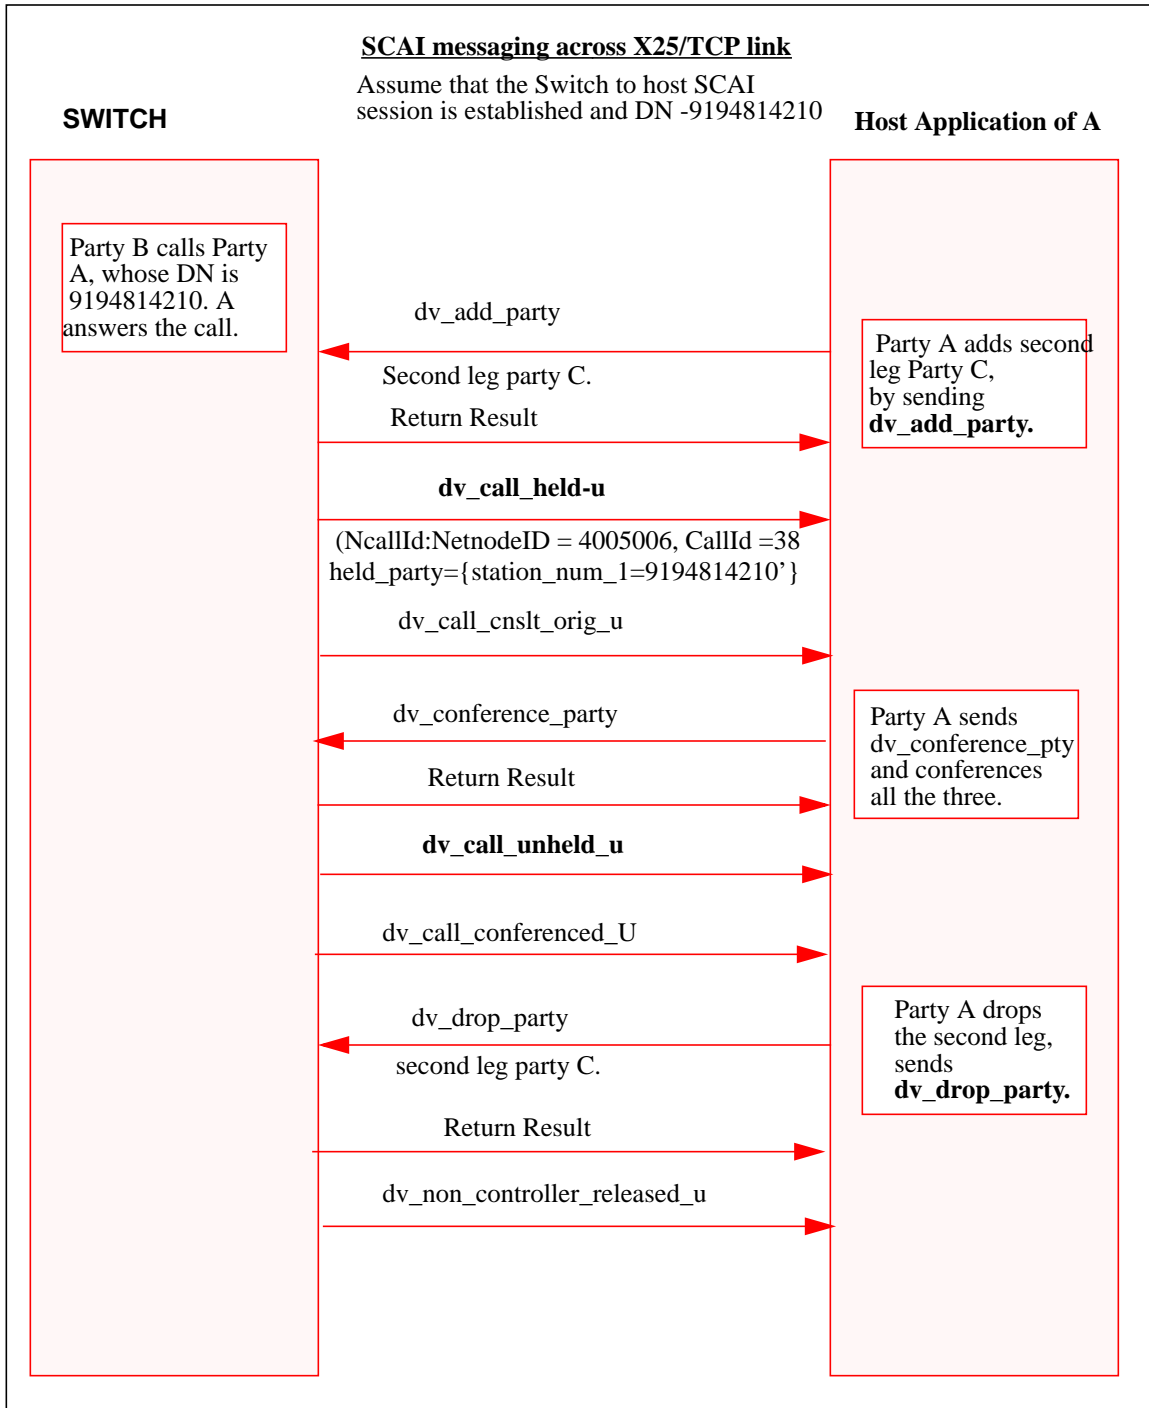 SCAI messaging across X25/TCP link
Assume that the Switch to host SCAI
session is established and DN -9194814210
SWITCH
Host Application of A
Party B calls Party
A, whose DN is
9194814210. A
answers the call.
dv_add_party
Second leg party C.
Party A adds second
leg Party C,
by sending
dv_add_party.
Return Result
dv_call_held-u
(NcallId:NetnodeID = 4005006, CallId =38
held_party={station_num_1=9194814210’}
dv_call_cnslt_orig_u
dv_conference_party
Party A sends
dv_conference_pty
and conferences
all the three.
Return Result
dv_call_unheld_u
dv_call_conferenced_U
dv_drop_party
second leg party C.
Party A drops
the second leg,
sends
dv_drop_party.
Return Result
dv_non_controller_released_u